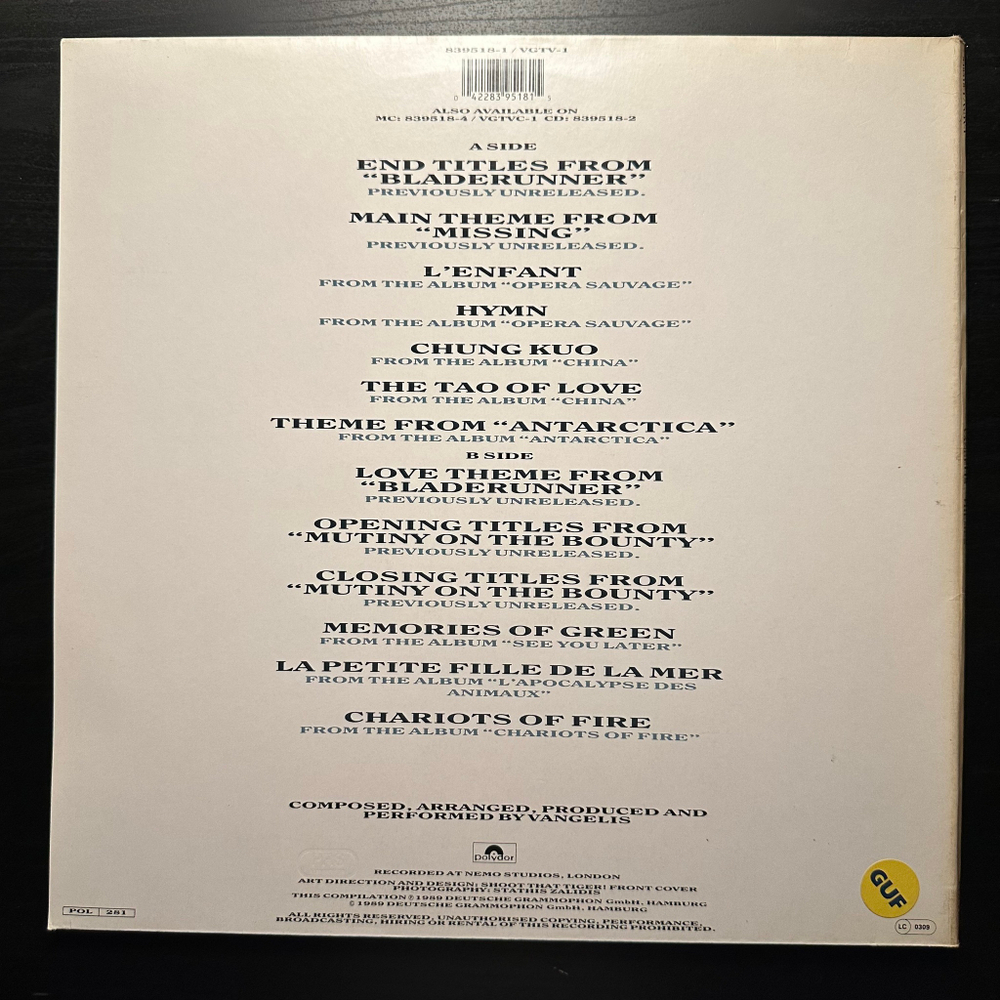 839518-1 / VGTV-1
0 42283 95181 5
ALSO AVAILABLE ON
MC: 839518-4 / VGTVC-1 CD: 839518-2
A SIDE
END TITLES FROM
“BLADERUNNER”
PREVIOUSLY UNRELEASED.
MAIN THEME FROM
“MISSING”
PREVIOUSLY UNRELEASED.
L’ENFANT
FROM THE ALBUM “OPERA SAUVAGE”
HYMN
FROM THE ALBUM “OPERA SAUVAGE”
CHUNG KUO
FROM THE ALBUM “CHINA”
THE TAO OF LOVE
FROM THE ALBUM “CHINA”
THEME FROM “ANTARCTICA”
FROM THE ALBUM “ANTARCTICA”
B SIDE
LOVE THEME FROM
“BLADERUNNER”
PREVIOUSLY UNRELEASED.
OPENING TITLES FROM
“MUTINY ON THE BOUNTY”
PREVIOUSLY UNRELEASED.
CLOSING TITLES FROM
“MUTINY ON THE BOUNTY”
PREVIOUSLY UNRELEASED.
MEMORIES OF GREEN
FROM THE ALBUM “SEE YOU LATER”
LA PETITE FILLE DE LA MER
FROM THE ALBUM “L’APOCALYPSE DES
ANIMAUX”
CHARIOTS OF FIRE
FROM THE ALBUM “CHARIOTS OF FIRE”
COMPOSED, ARRANGED, PRODUCED AND
PERFORMED BY VANGELIS
polydor
RECORDED AT NEMO STUDIOS, LONDON
ART DIRECTION AND DESIGN: SHOOT THAT TIGER! FRONT COVER
PHOTOGRAPHY: STATHIS ZALIDIS
THIS COMPILATION ℗ 1989 DEUTSCHE GRAMMOPHON GmbH, HAMBURG
© 1989 DEUTSCHE GRAMMOPHON GmbH, HAMBURG
ALL RIGHTS RESERVED, UNAUTHORISED COPYING, PERFORMANCE,
BROADCASTING, HIRING OR RENTAL OF THIS RECORDING PROHIBITED.
POL 281
GUF
LC 0309